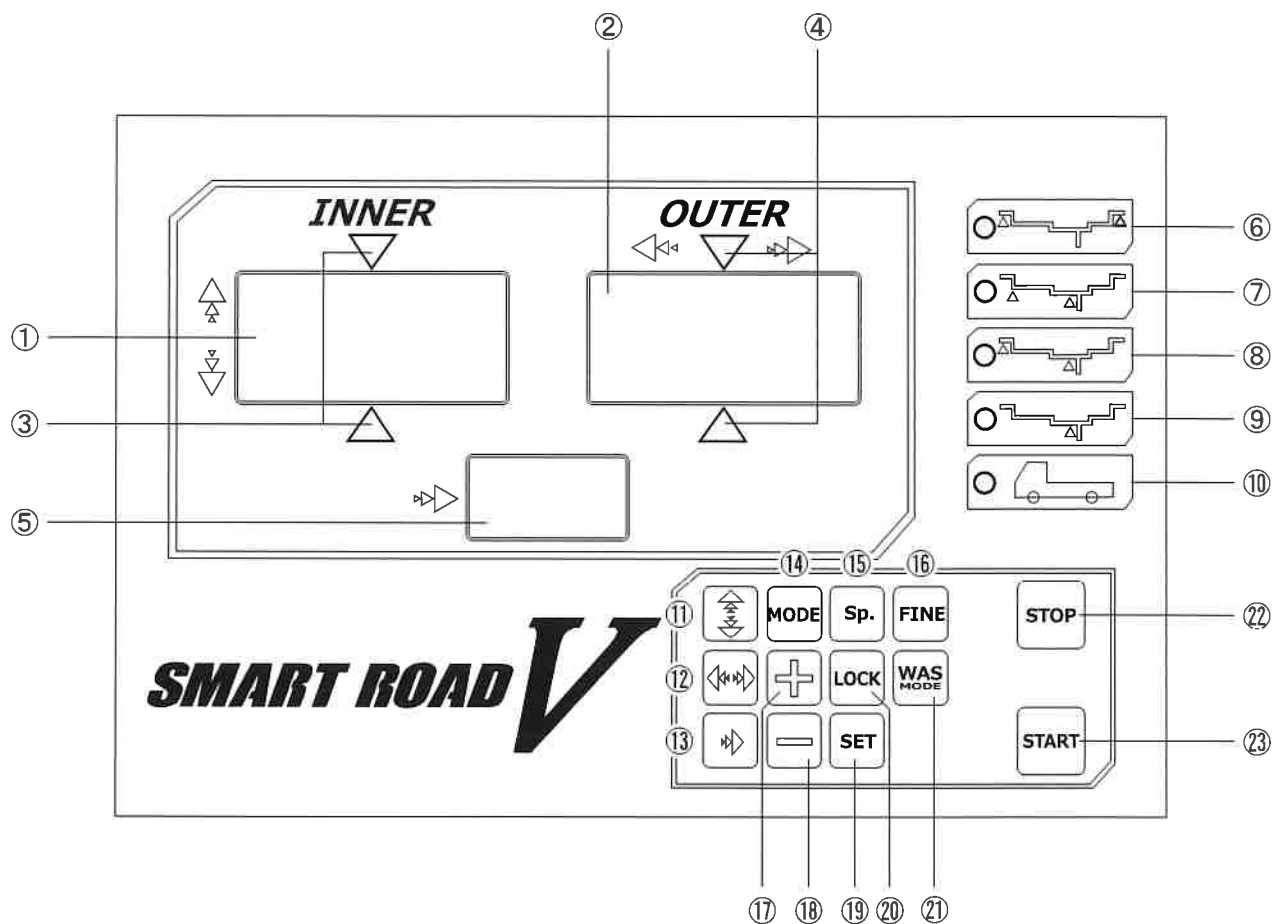 ② ④
INNER OUTER
⑥
⑦
①
⑧
③
⑨
⑩
⑤
⑭ ⑮ ⑯
⑪ MODE Sp. FINE STOP ㉒
SMART ROAD V
⑫ LOCK WAS MODE
⑬ SET START ㉓
⑰ ⑱ ⑲ ⑳ ㉑